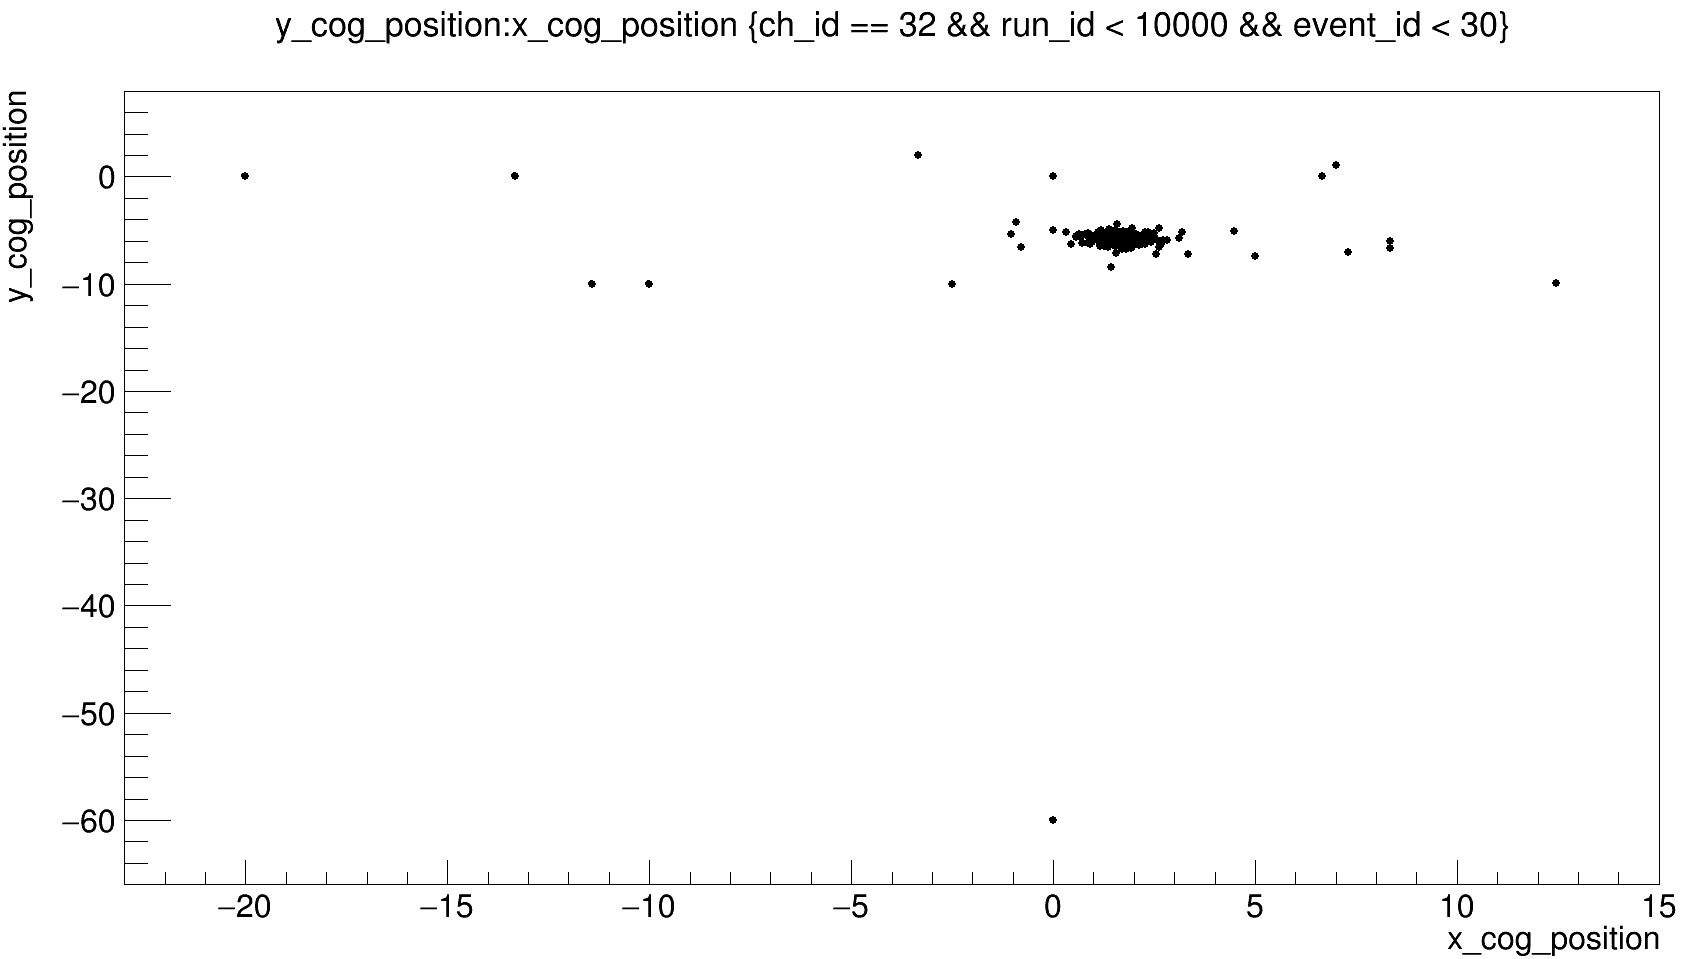 y_cog_position:x_cog_position {ch_id == 32 && run_id < 10000 && event_id < 30}
y_cog_position
0
−10
−20
−30
−40
−50
−60
−20 −15 −10 −5 0 5 10 15
x_cog_position